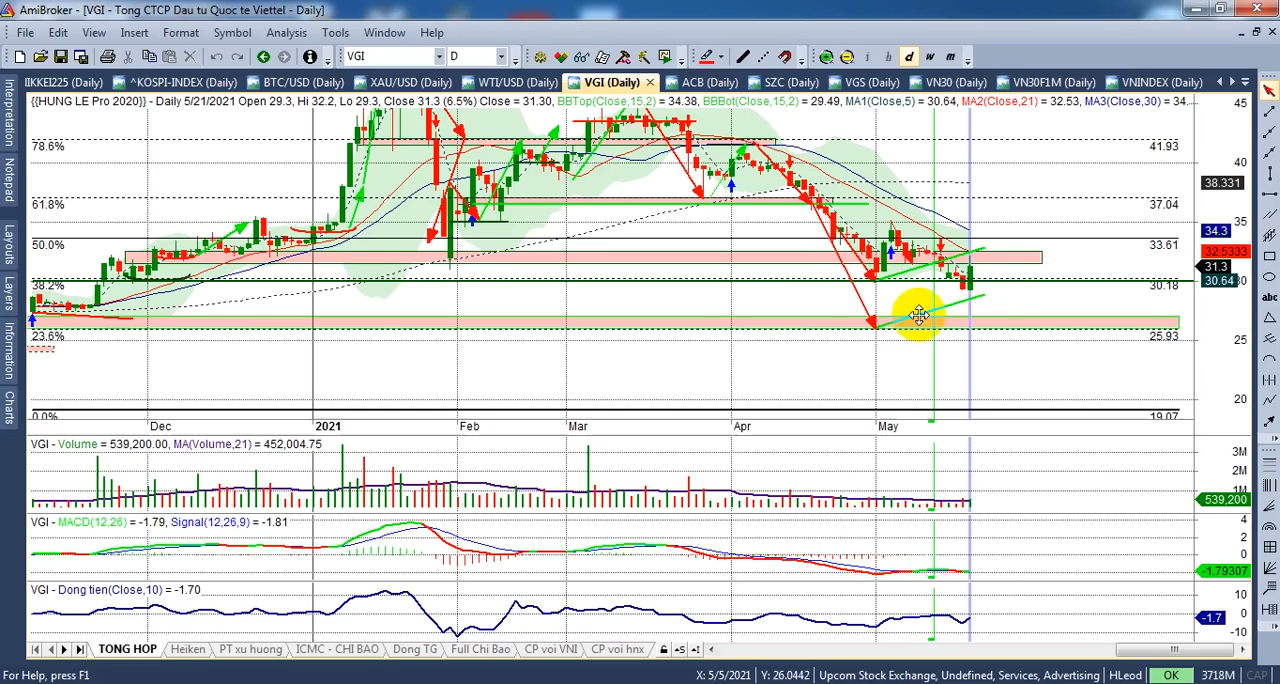 AmiBroker - [VGI - Tong CTCP Dau tu Quoc te Viettel - Daily]
File Edit View Insert Format Symbol Analysis Tools Window Help
VGI D i h d w m
IIKKEI225 (Daily) ^KOSPI-INDEX (Daily) BTC/USD (Daily) XAU/USD (Daily) WTI/USD (Daily) VGI (Daily) ACB (Daily) SZC (Daily) VGS (Daily) VN30 (Daily) VN30F1M (Daily) VNINDEX (Daily)
{{HUNG LE Pro 2020}} - Daily 5/21/2021 Open 29.3, Hi 32.2, Lo 29.3, Close 31.3 (6.5%) Close = 31.30, BBTop(Close,15,2) = 34.38, BBBot(Close,15,2) = 29.49, MA1(Close,5) = 30.64, MA2(Close,21) = 32.53, MA3(Close,30) = 34...
45
78.6% 41.93
40
38.331
61.8% 37.04
35
34.3
50.0% 33.61
32.5333
31.3
30.64
38.2% 30.18
23.6% 25.93
25
20
0.0% 19.07
Dec 2021 Feb Mar Apr May
VGI - Volume = 539,200.00, MA(Volume,21) = 452,004.75
3M
2M
1M
539,200
VGI - MACD(12,26) = -1.79, Signal(12,26,9) = -1.81
4
2
0
-1.79307
VGI - Dong tien(Close,10) = -1.70
10
0
-1.7
-10
TONG HOP Heiken PT xu huong ICMC - CHI BAO Dong TG Full Chi Bao CP voi VNI CP voi hnx
For Help, press F1 X: 5/5/2021 Y: 26.0442 Upcom Stock Exchange, Undefined, Services, Advertising HLeod OK 3718M CAP
Interpretation
Notepad
Layouts
Layers
Information
Charts
abc